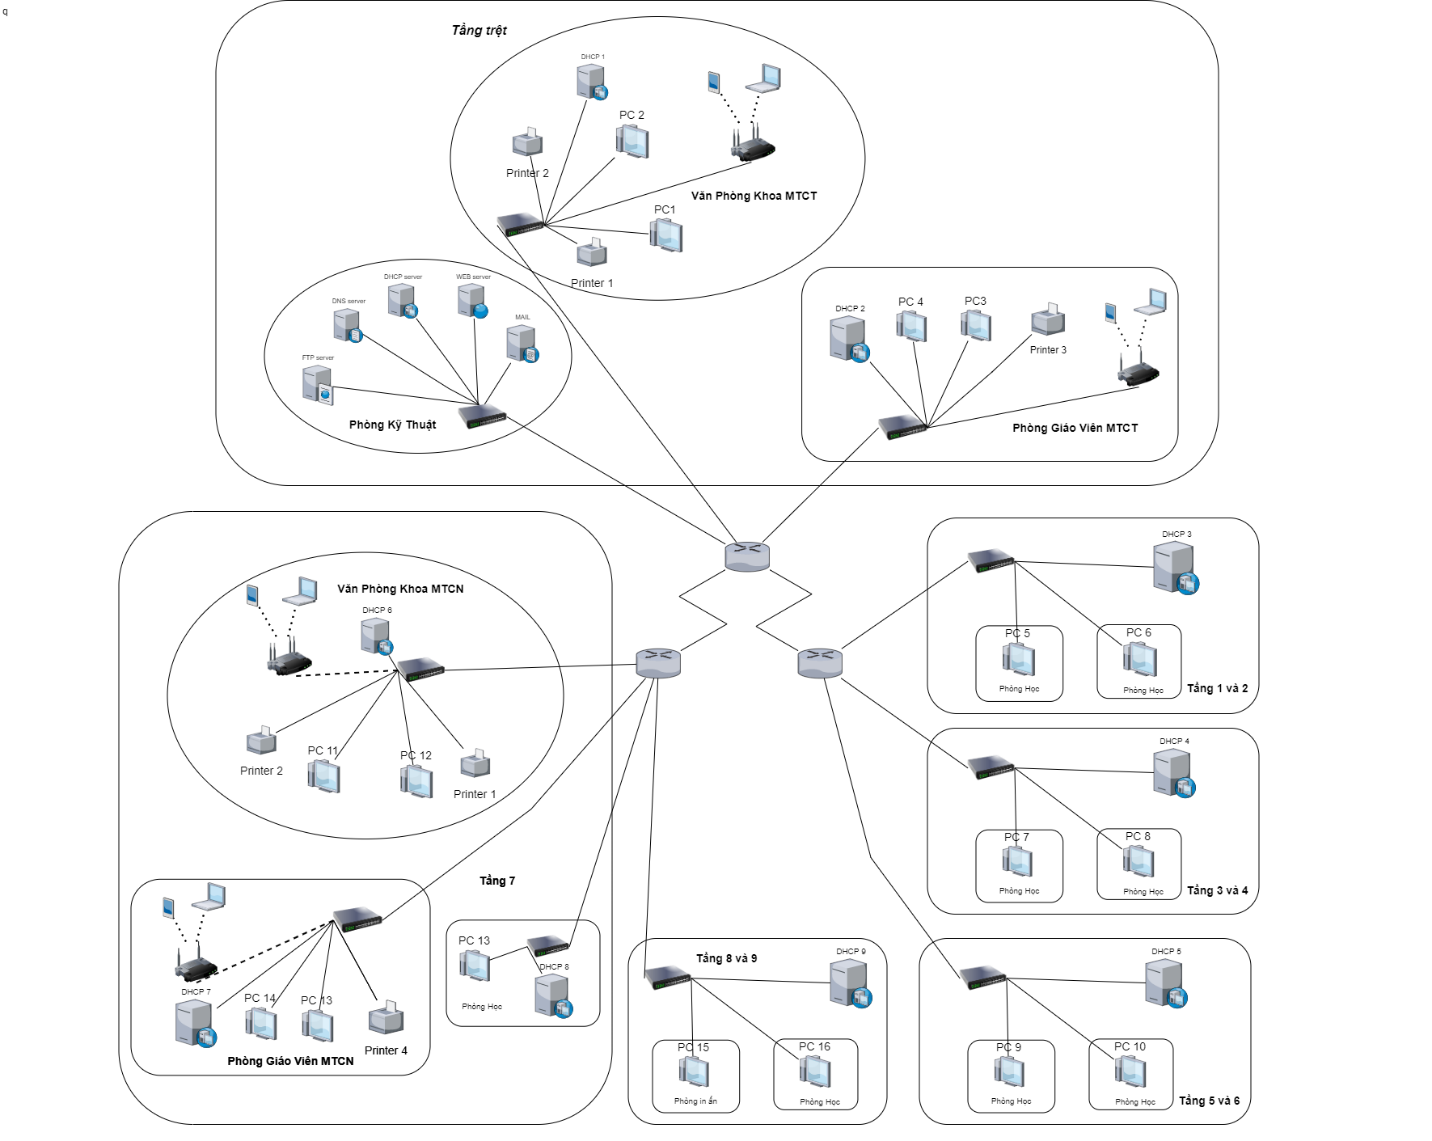 q
Tầng trệt
DHCP 1
PC 2
Printer 2
Văn Phòng Khoa MTCT
PC1
Printer 1
DHCP server
WEB server
DNS server
MAIL
FTP server
Phòng Kỹ Thuật
DHCP 2
PC 4
PC3
Printer 3
Phòng Giáo Viên MTCT
Văn Phòng Khoa MTCN
DHCP 6
Printer 2
PC 11
PC 12
Printer 1
Tầng 7
DHCP 7
PC 14
PC 13
Printer 4
Phòng Giáo Viên MTCN
PC 13
DHCP 8
Phòng Học
DHCP 3
PC 5
PC 6
Phòng Học
Phòng Học
Tầng 1 và 2
DHCP 4
PC 7
PC 8
Phòng Học
Phòng Học
Tầng 3 và 4
Tầng 8 và 9
DHCP 9
PC 15
PC 16
Phòng in ấn
Phòng Học
DHCP 5
PC 9
PC 10
Phòng Học
Phòng Học
Tầng 5 và 6